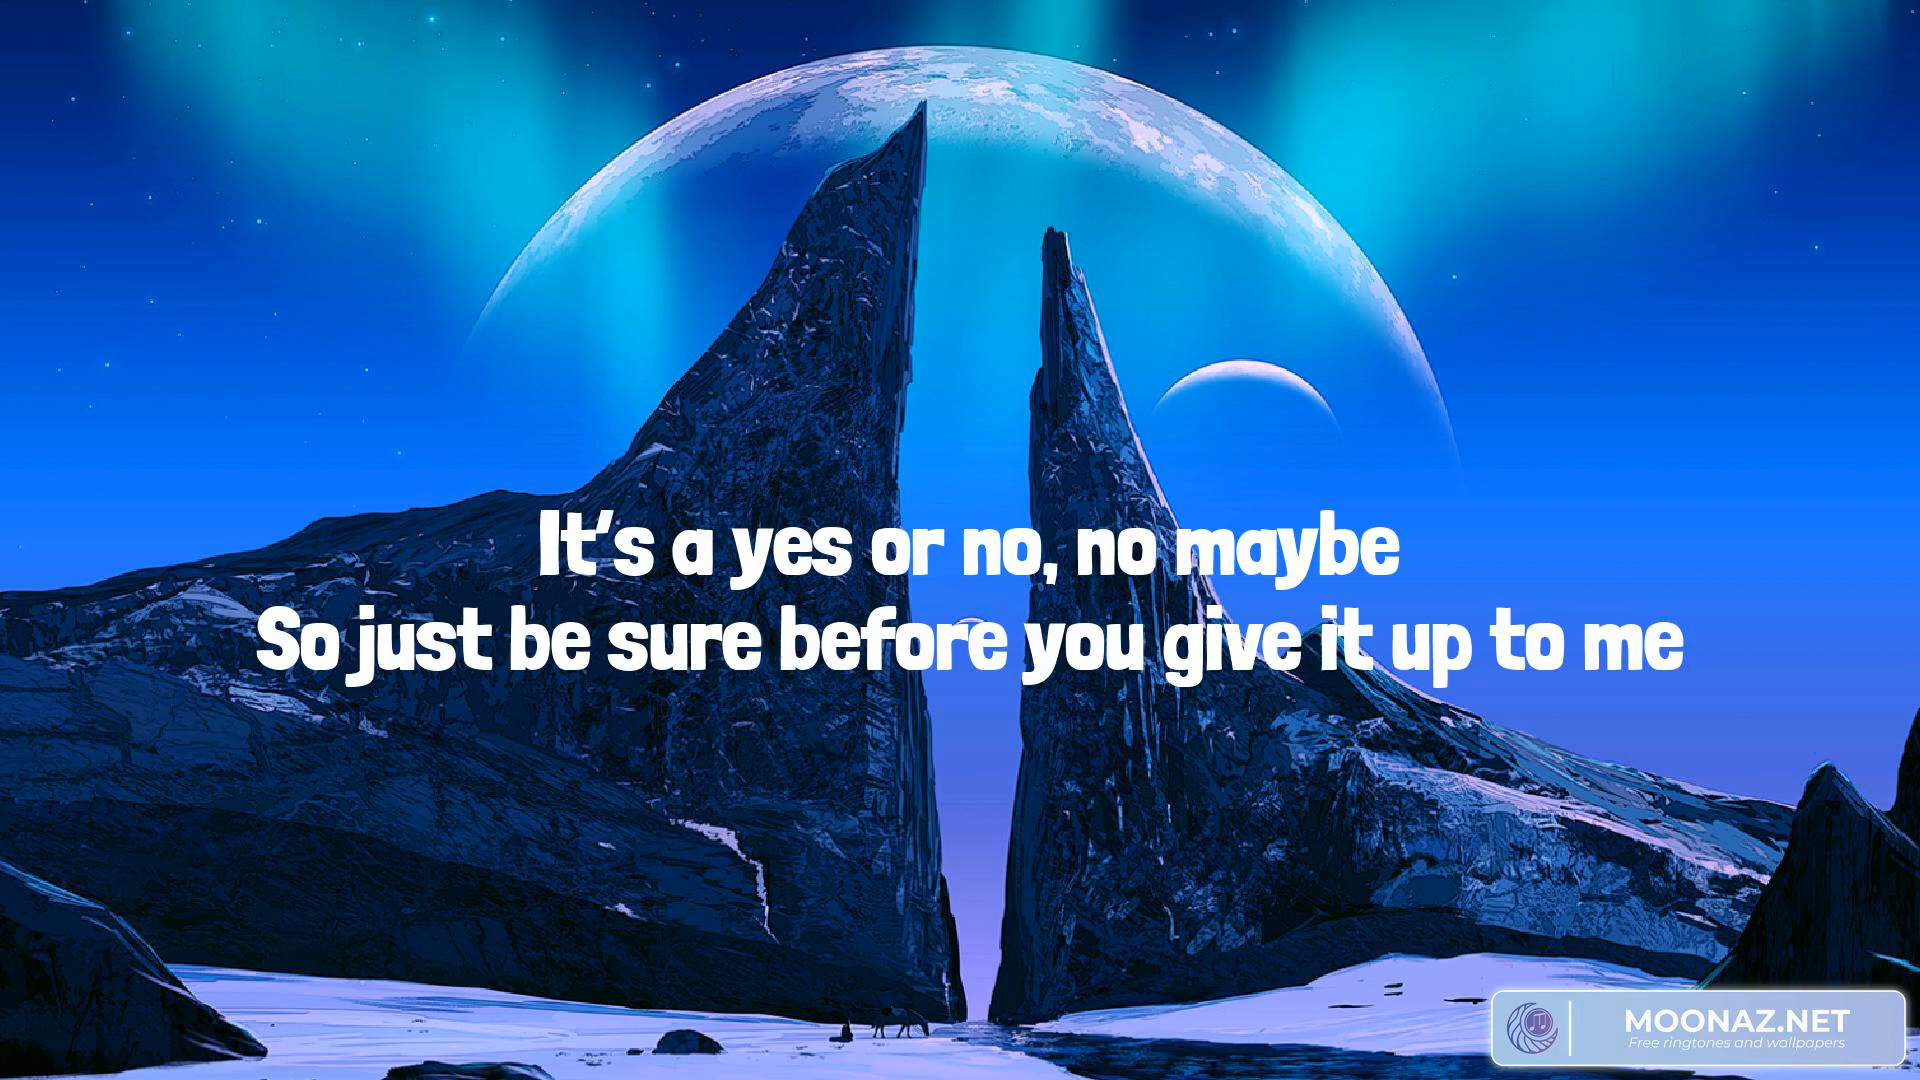 It's a yes or no, no maybe
So just be sure before you give it up to me
MOONAZ.NET
Free ringtones and wallpapers